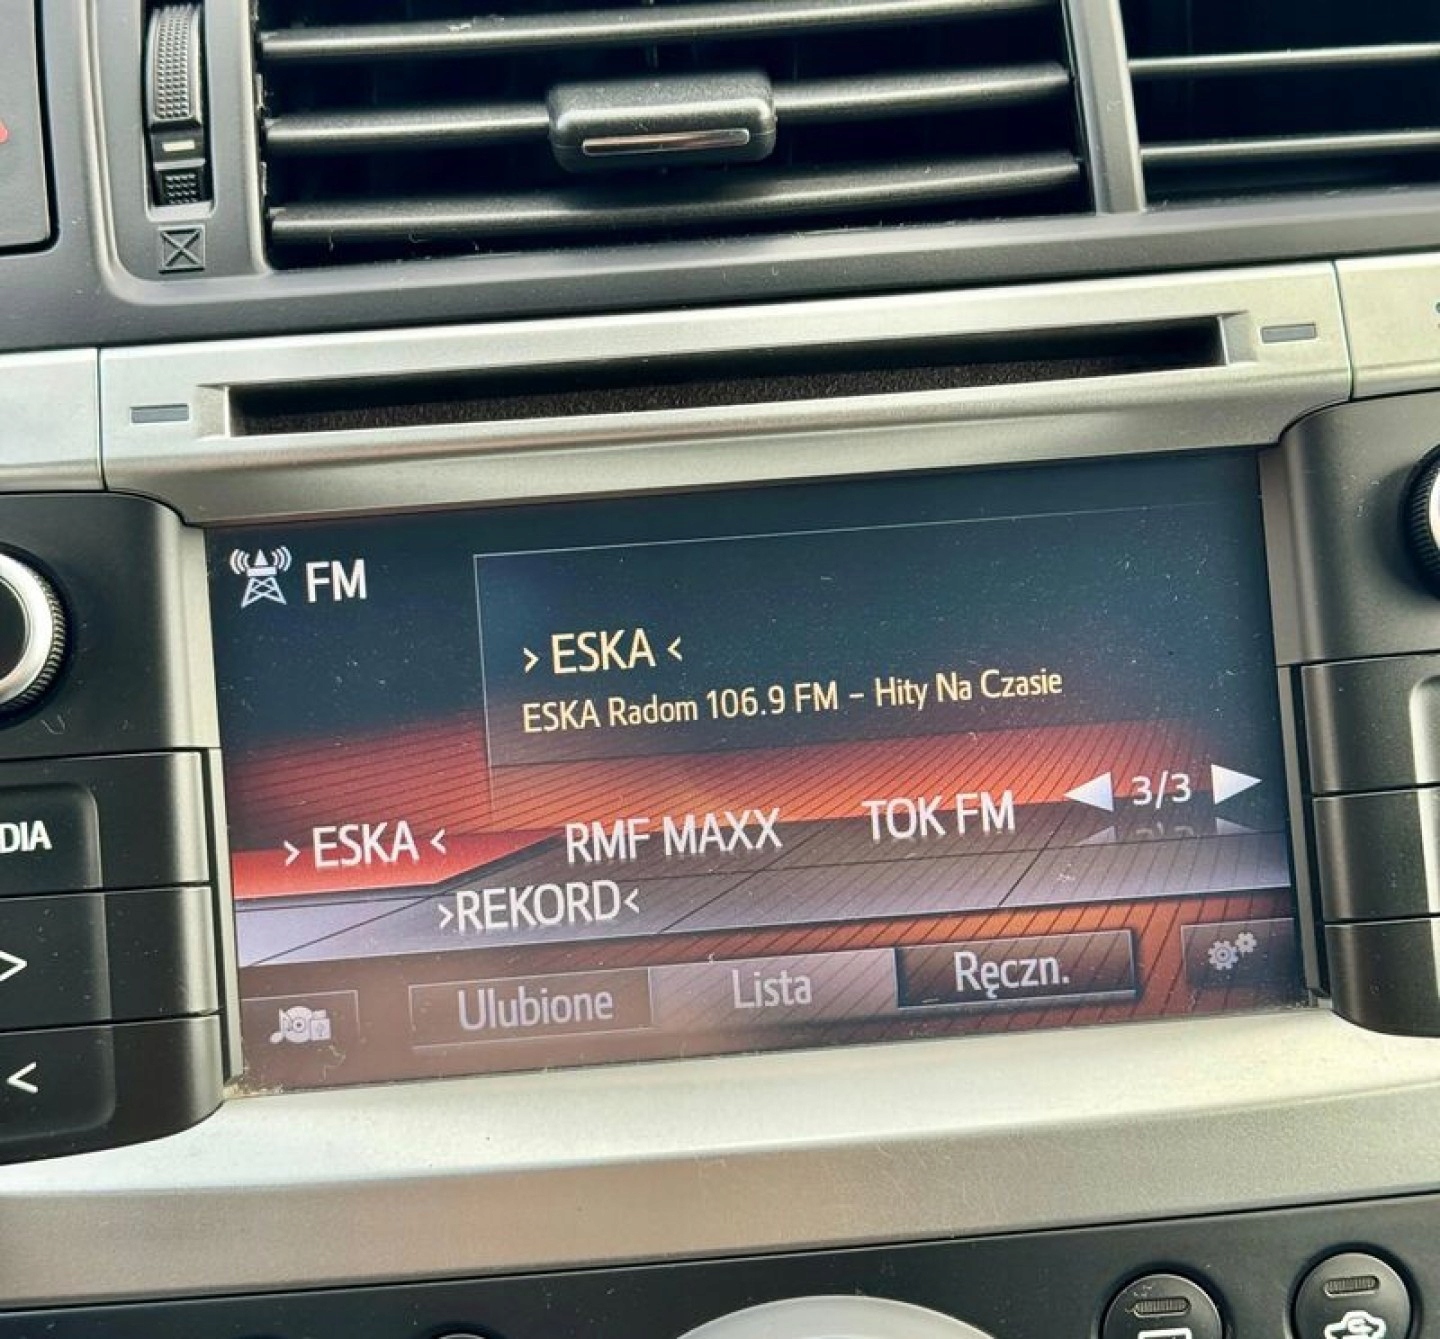 FM
> ESKA <
ESKA Radom 106.9 FM – Hity Na Czasie
> ESKA < RMF MAXX TOK FM 3/3
>REKORD<
Ulubione Lista Ręczn.
DIA
>
<